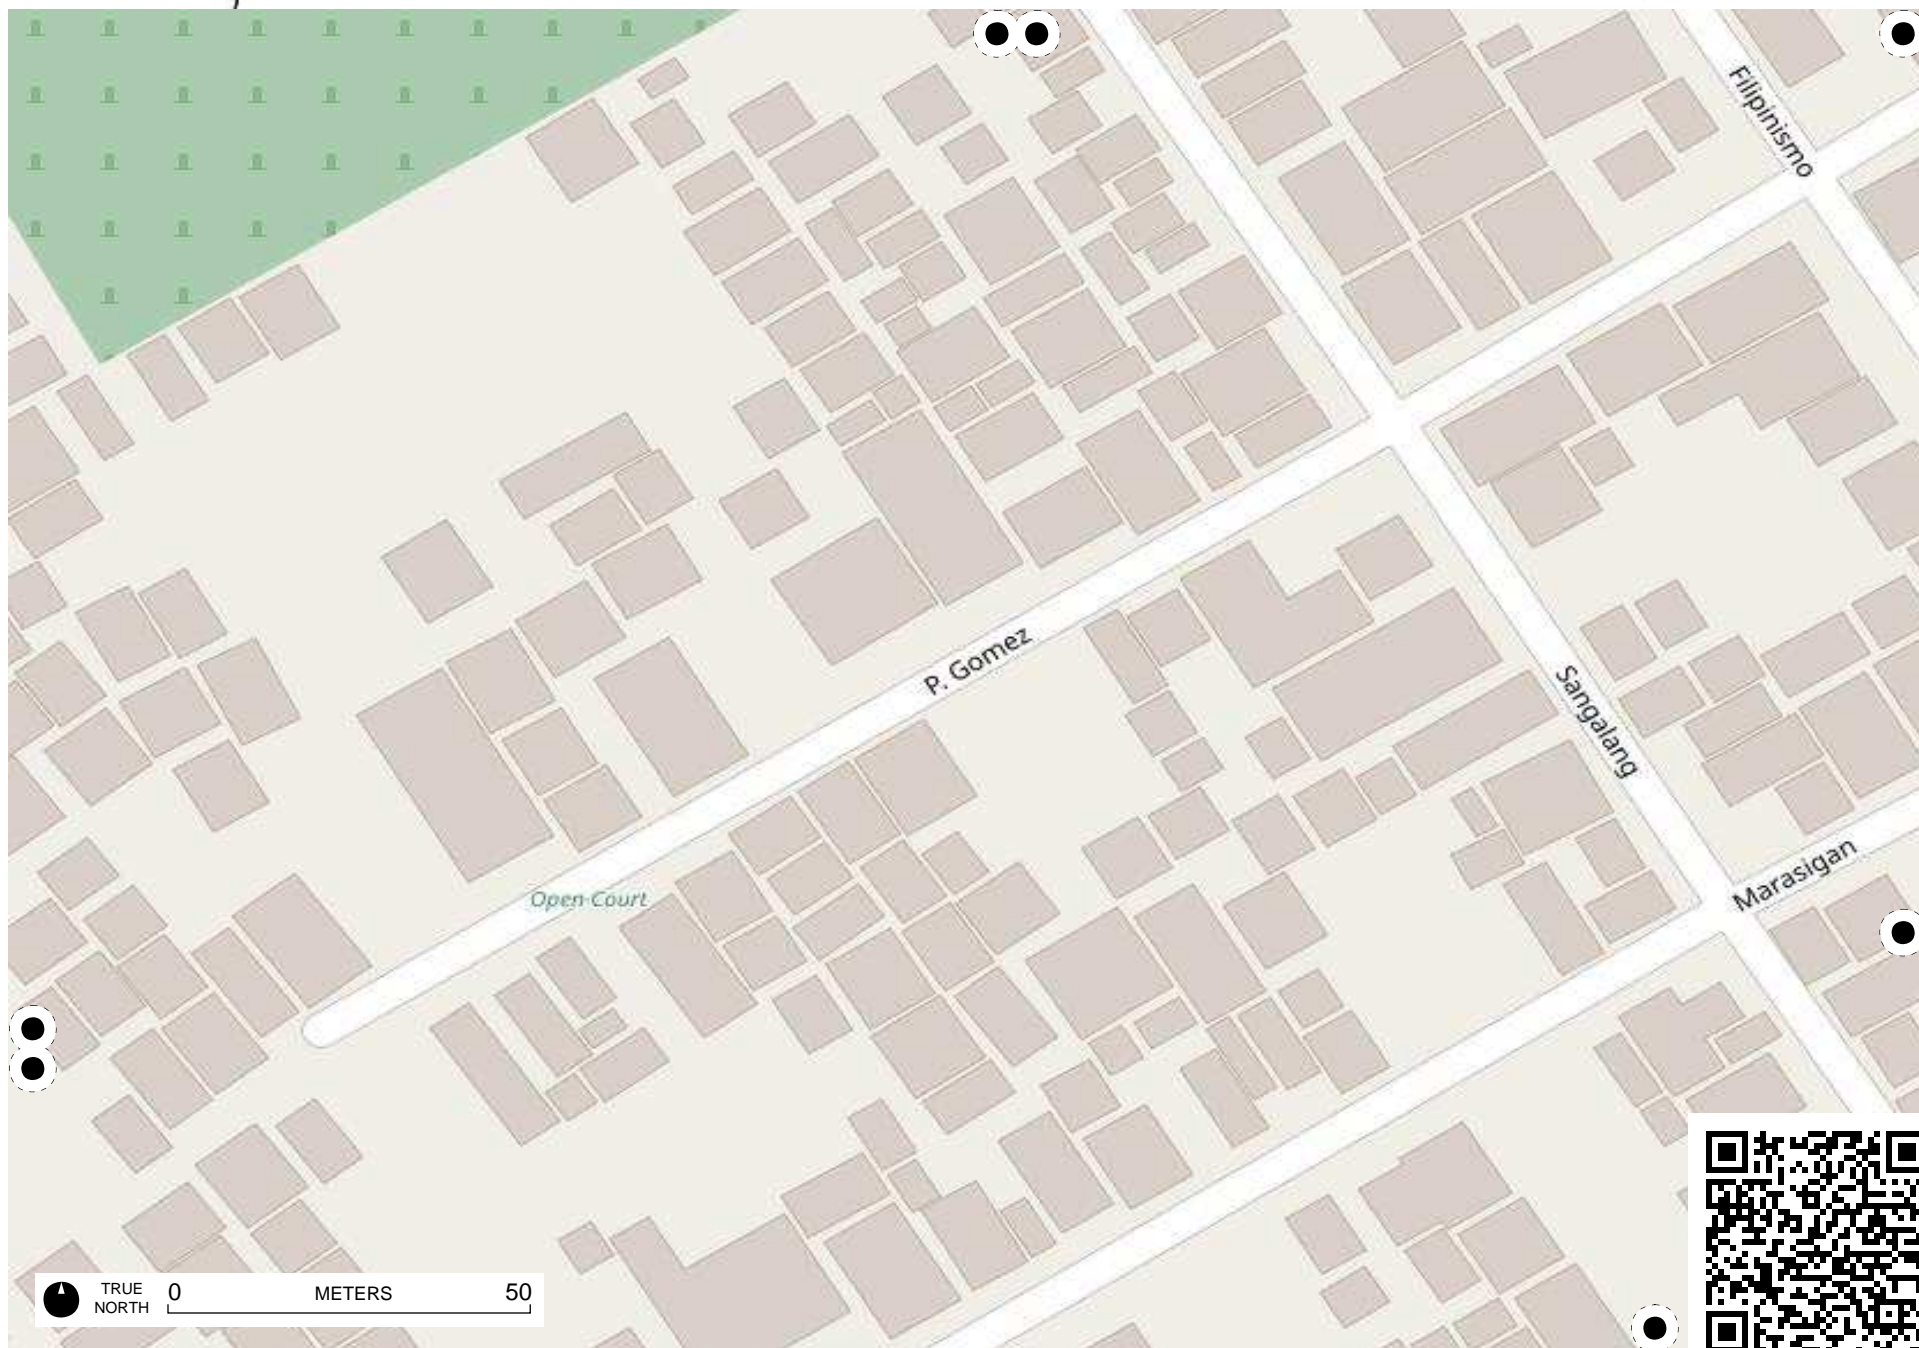 Filipinismo
P. Gomez
Sangalang
Marasigan
Open Court
TRUE
NORTH
0 METERS 50